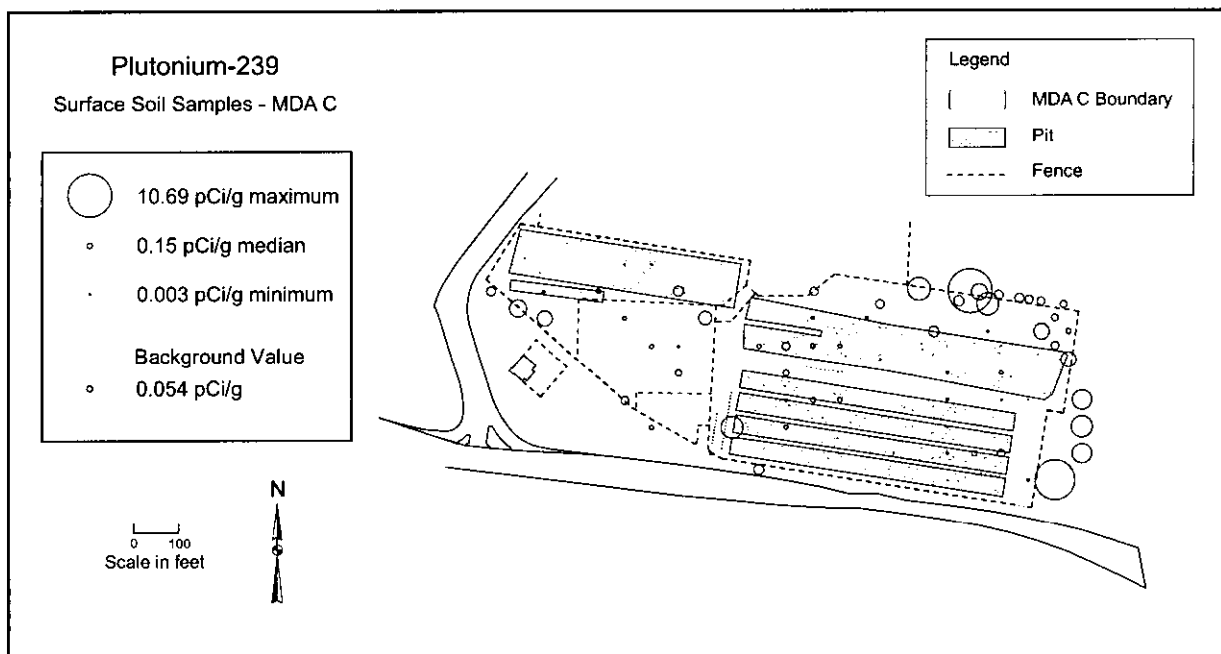 Plutonium-239
Surface Soil Samples - MDA C
10.69 pCi/g maximum
0.15 pCi/g median
0.003 pCi/g minimum
Background Value
0.054 pCi/g
Legend
MDA C Boundary
Pit
Fence
N
0 100
Scale in feet